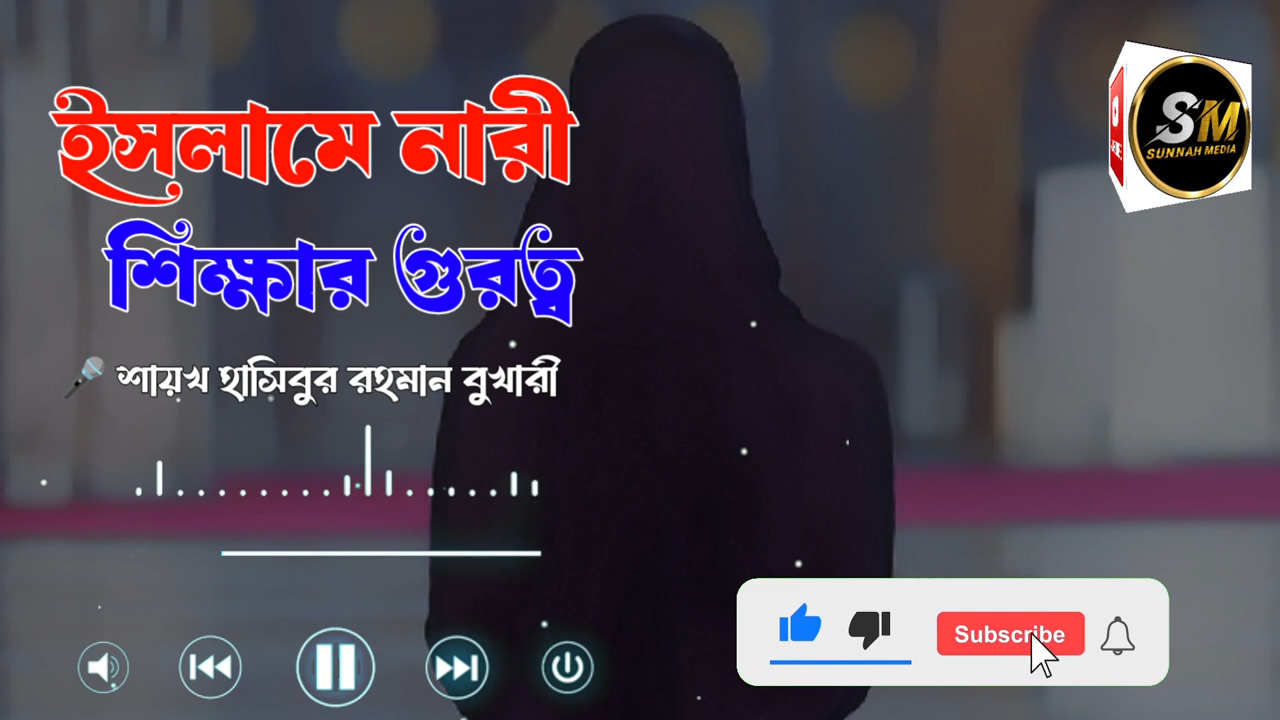 ইসলামে নারী
শিক্ষার গুরত্ব
শায়খ হাসিবুর রহমান বুখারী
SM
SUNNAH MEDIA
Subscribe